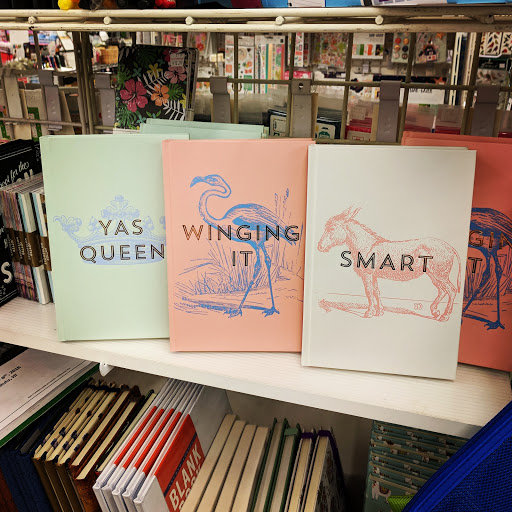 YAS
QUEEN
WINGING
IT
SMART
BLANK